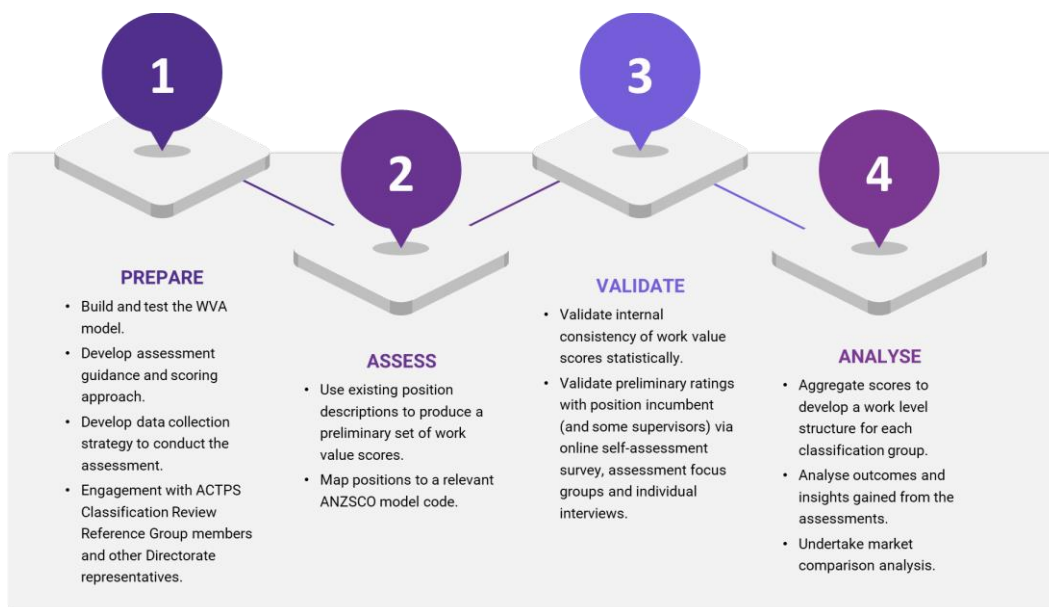 1
PREPARE
• Build and test the WVA
model.
• Develop assessment
guidance and scoring
approach.
• Develop data collection
strategy to conduct the
assessment.
• Engagement with ACTPS
Classification Review
Reference Group members
and other Directorate
representatives.
2
ASSESS
• Use existing position
descriptions to produce a
preliminary set of work
value scores.
• Map positions to a relevant
ANZSCO model code.
3
VALIDATE
• Validate internal
consistency of work value
scores statistically.
• Validate preliminary ratings
with position incumbent
(and some supervisors) via
online self-assessment
survey, assessment focus
groups and individual
interviews.
4
ANALYSE
• Aggregate scores to
develop a work level
structure for each
classification group.
• Analyse outcomes and
insights gained from the
assessments.
• Undertake market
comparison analysis.